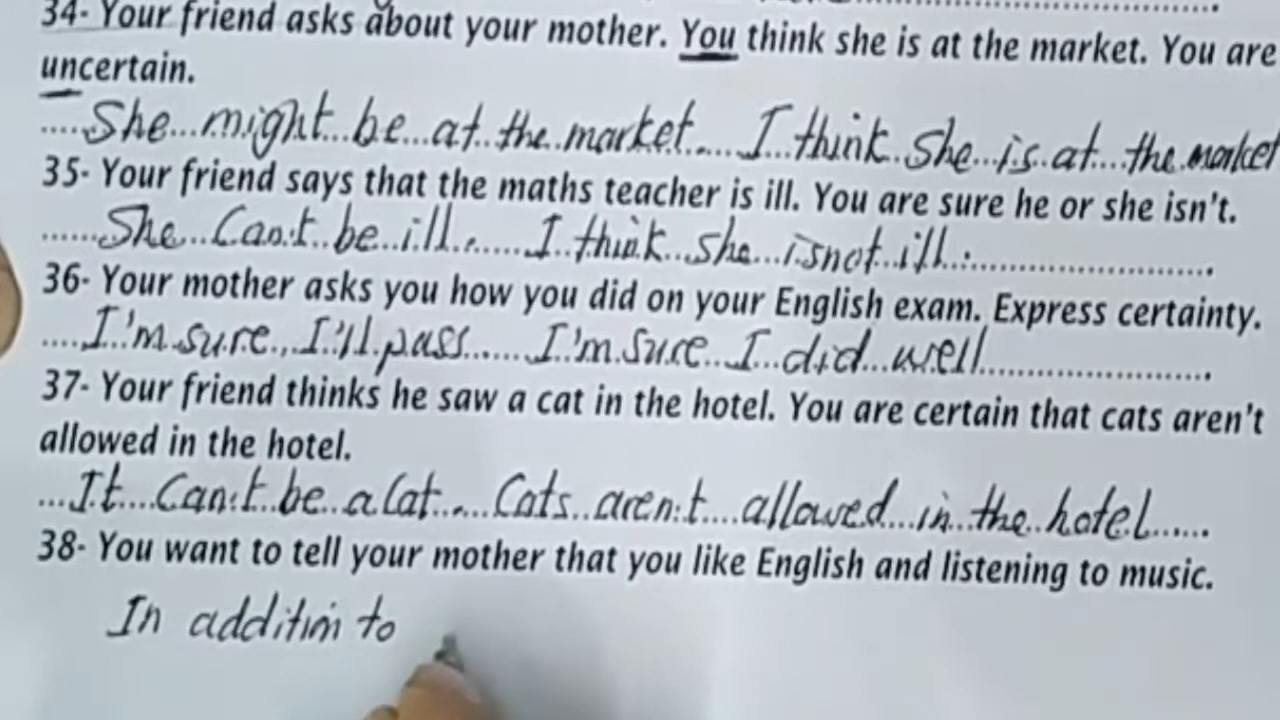 34- Your friend asks about your mother. You think she is at the market. You are
uncertain.
....She...might...be...at..the..market.......I think..She...is..at...the..market
35- Your friend says that the maths teacher is ill. You are sure he or she isn't.
......She...Can't..be..ill.......I think..she...isnot..ill..:..............................
36- Your mother asks you how you did on your English exam. Express certainty.
....I'm..sure..,I'll..pass......I'm..Sure...I...did...well...........................
37- Your friend thinks he saw a cat in the hotel. You are certain that cats aren't
allowed in the hotel.
...It....Can't..be...a Cat.....Cats..aren't....allowed...in..the..hotel......
38- You want to tell your mother that you like English and listening to music.
In addition to